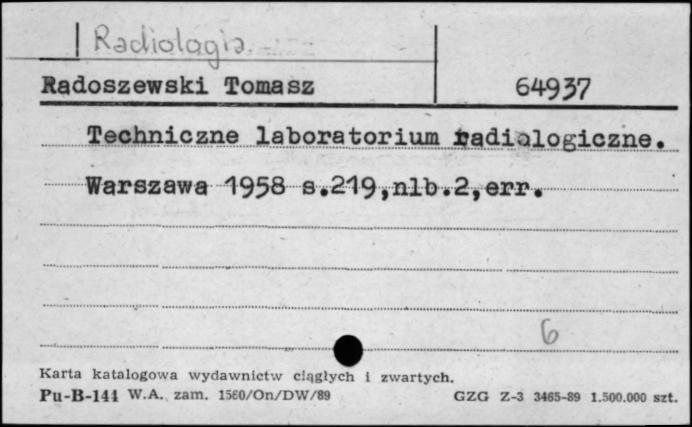 Radiologia
Radoszewski Tomasz 64937
Techniczne laboratorium radiologiczne.
Warszawa 1958 s.219,nlb.2,err.
6
Karta katalogowa wydawnictw ciągłych i zwartych.
Pu-B-144 W.A. zam. 1560/On/DW/89 GZG Z-3 3465-89 1.500.000 szt.